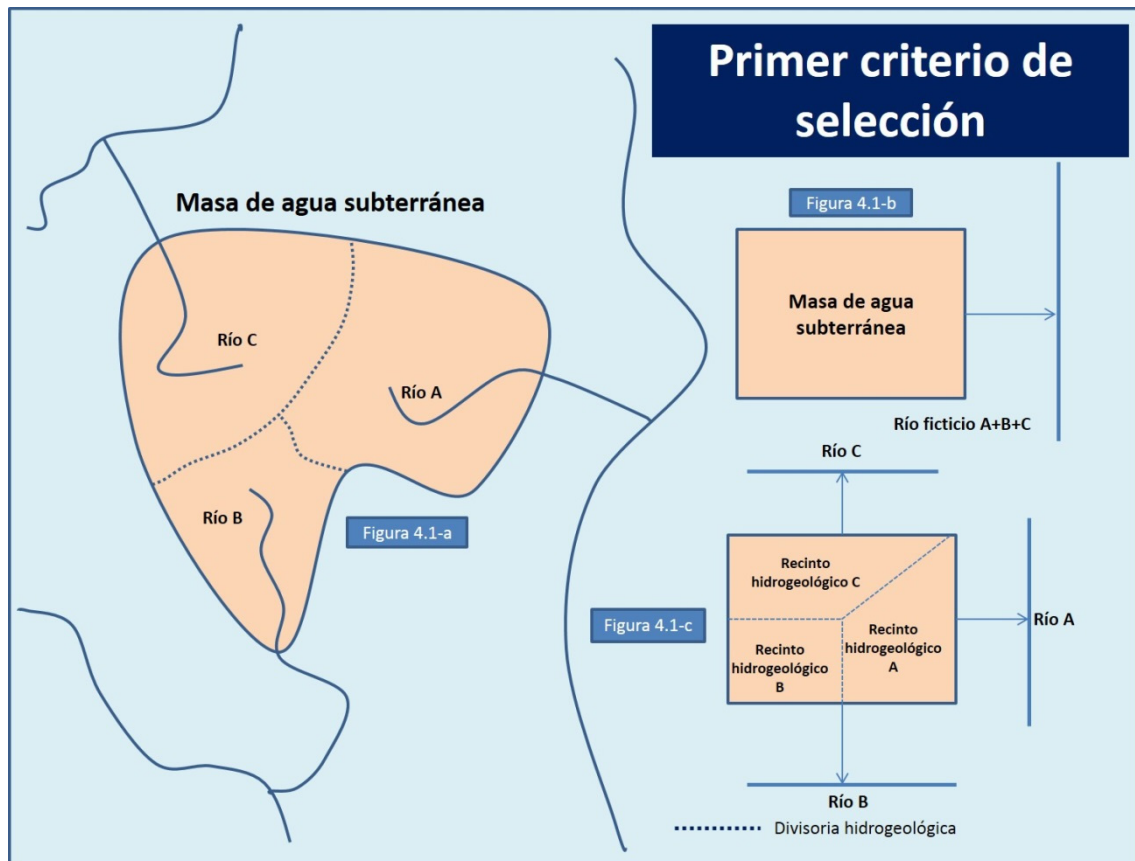 Primer criterio de
selección
Masa de agua subterránea
Río C
Río A
Río B
Figura 4.1-a
Figura 4.1-b
Masa de agua
subterránea
Río ficticio A+B+C
Río C
Figura 4.1-c
Recinto
hidrogeológico C
Recinto
hidrogeológico
A
Recinto
hidrogeológico
B
Río A
Río B
Divisoria hidrogeológica